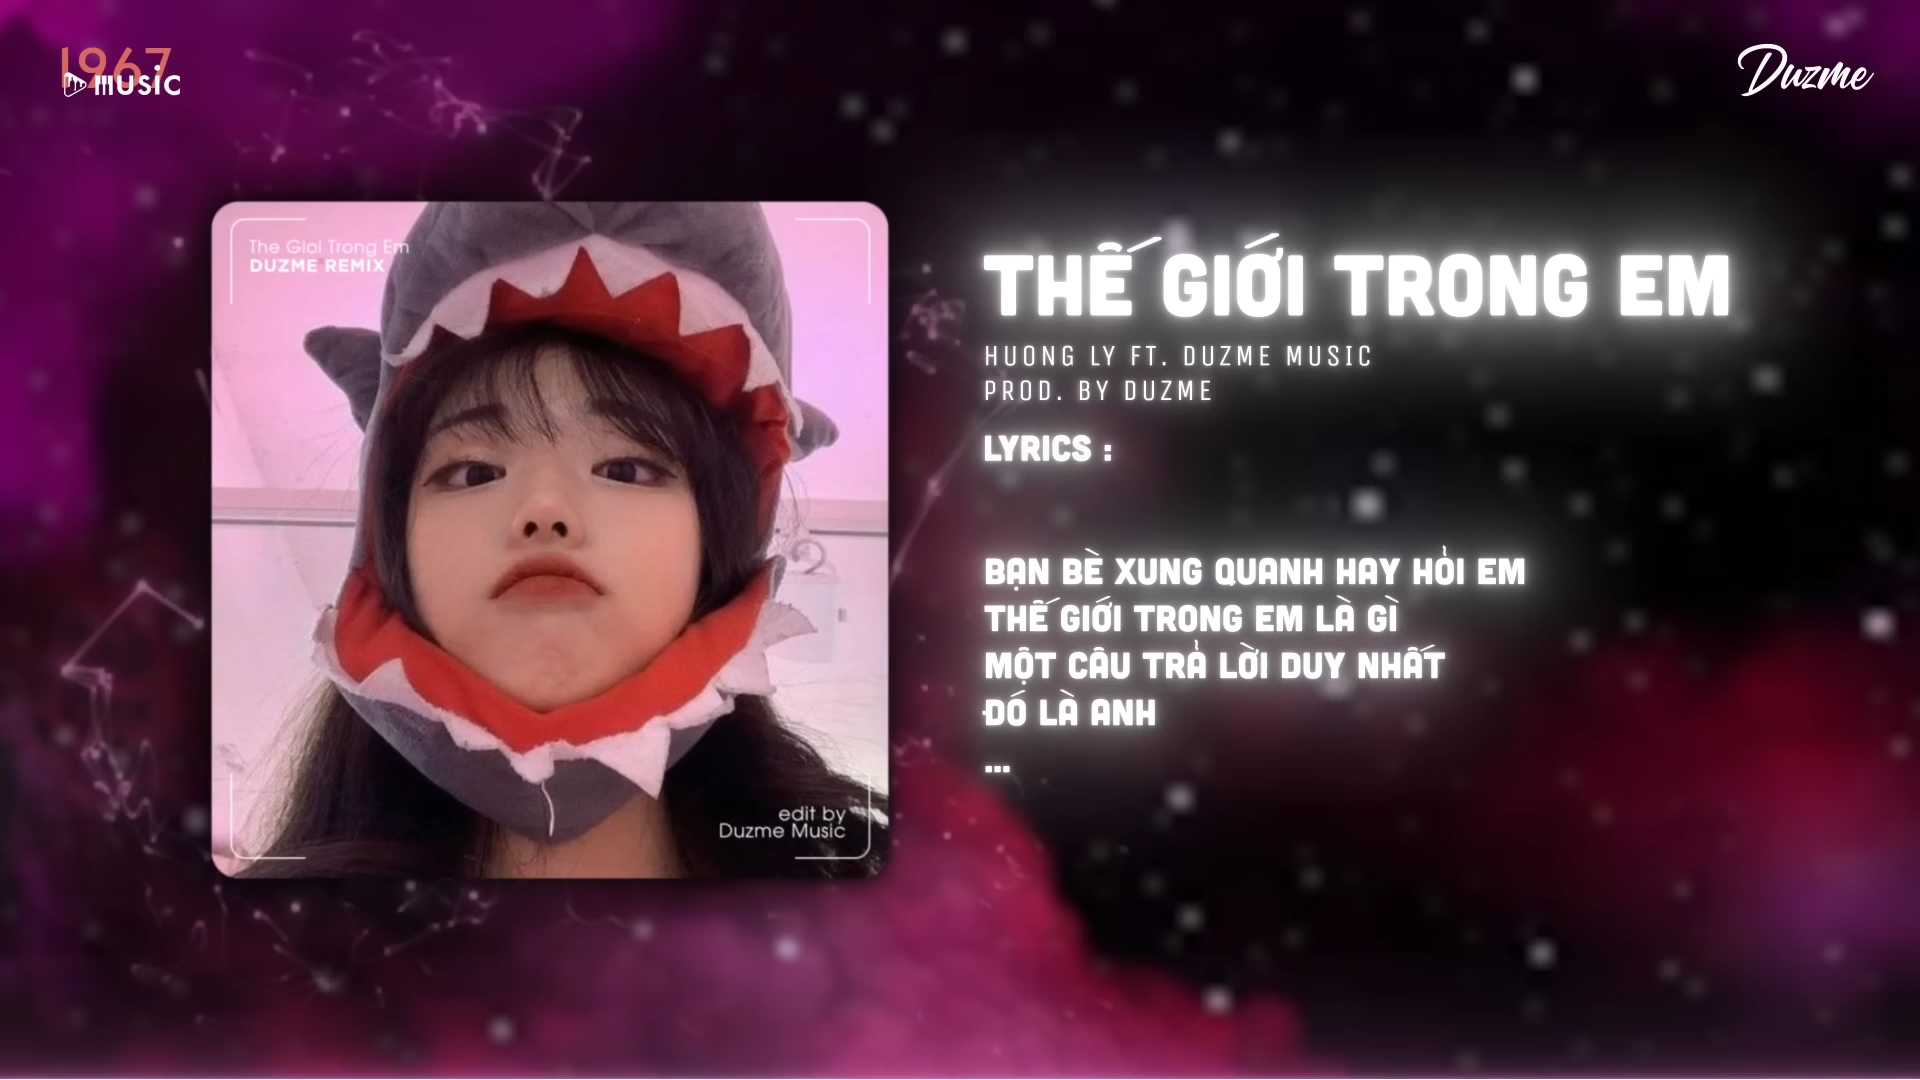 1967
music
Duzme
The Gioi Trong Em
DUZME REMIX
edit by
Duzme Music
THẾ GIỚI TRONG EM
HUONG LY FT. DUZME MUSIC
PROD. BY DUZME
LYRICS :
BẠN BÈ XUNG QUANH HAY HỎI EM
THẾ GIỚI TRONG EM LÀ GÌ
MỘT CÂU TRẢ LỜI DUY NHẤT
ĐÓ LÀ ANH
...